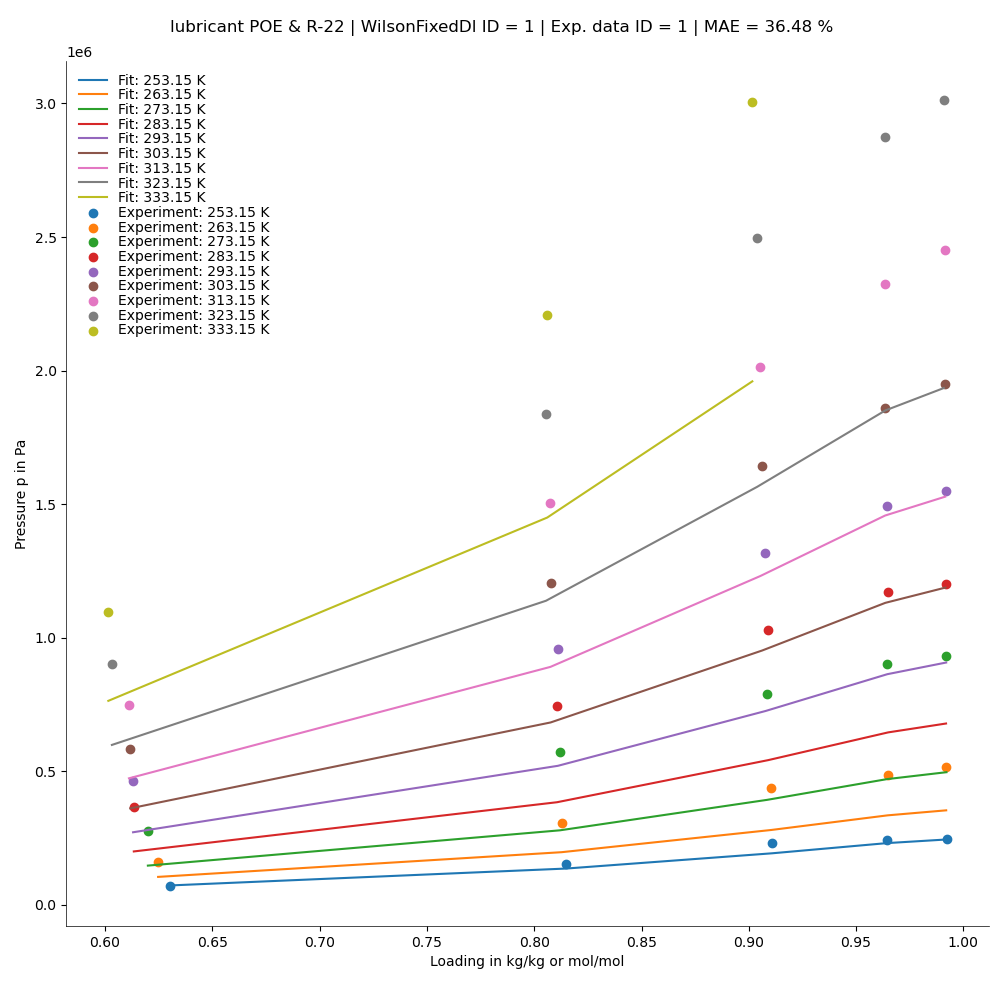 lubricant POE & R-22 | WilsonFixedDI ID = 1 | Exp. data ID = 1 | MAE = 36.48 %
1e6
Fit: 253.15 K
Fit: 263.15 K
Fit: 273.15 K
Fit: 283.15 K
Fit: 293.15 K
Fit: 303.15 K
Fit: 313.15 K
Fit: 323.15 K
Fit: 333.15 K
Experiment: 253.15 K
Experiment: 263.15 K
Experiment: 273.15 K
Experiment: 283.15 K
Experiment: 293.15 K
Experiment: 303.15 K
Experiment: 313.15 K
Experiment: 323.15 K
Experiment: 333.15 K
3.0
2.5
2.0
1.5
1.0
0.5
0.0
Pressure p in Pa
0.60
0.65
0.70
0.75
0.80
0.85
0.90
0.95
1.00
Loading in kg/kg or mol/mol